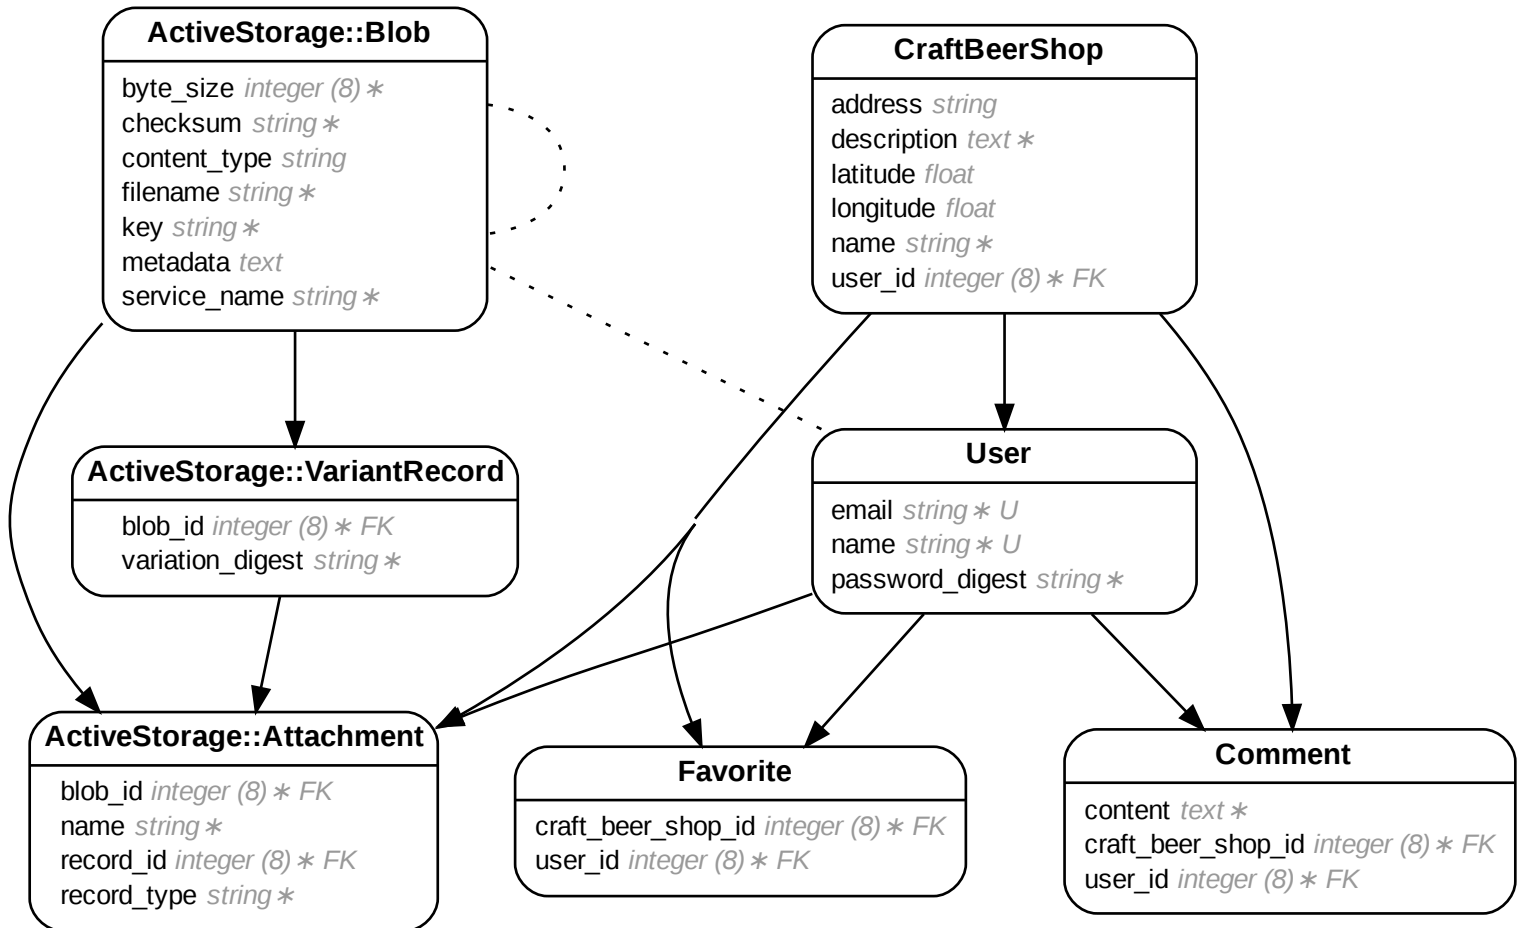 ActiveStorage::Blob
byte_size integer (8) ∗
checksum string ∗
content_type string
filename string ∗
key string ∗
metadata text
service_name string ∗
CraftBeerShop
address string
description text ∗
latitude float
longitude float
name string ∗
user_id integer (8) ∗ FK
ActiveStorage::VariantRecord
blob_id integer (8) ∗ FK
variation_digest string ∗
User
email string ∗ U
name string ∗ U
password_digest string ∗
ActiveStorage::Attachment
blob_id integer (8) ∗ FK
name string ∗
record_id integer (8) ∗ FK
record_type string ∗
Favorite
craft_beer_shop_id integer (8) ∗ FK
user_id integer (8) ∗ FK
Comment
content text ∗
craft_beer_shop_id integer (8) ∗ FK
user_id integer (8) ∗ FK